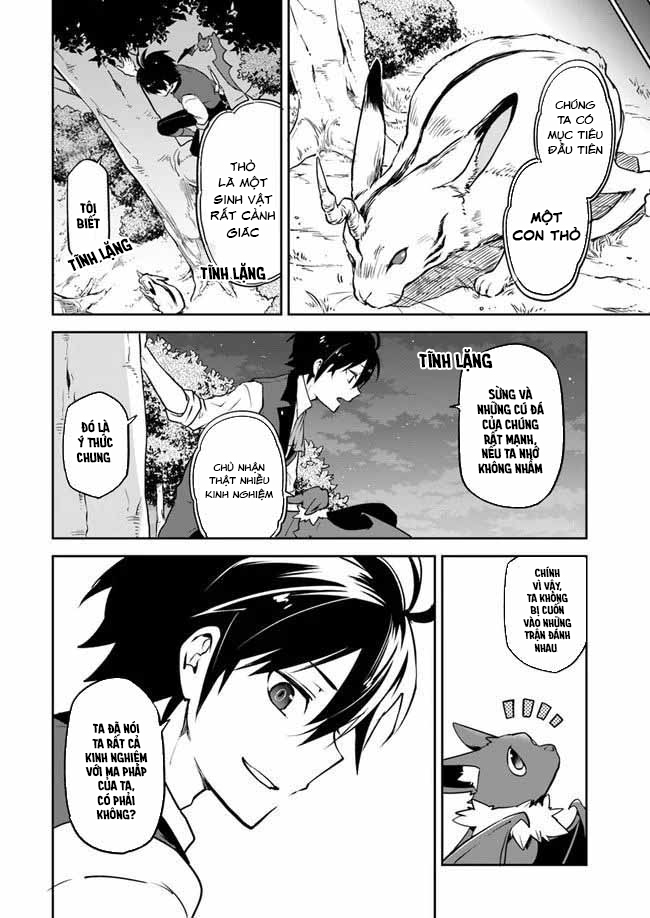 CHÚNG
TA CÓ
MỤC TIÊU
ĐẦU TIÊN
MỘT
CON THỎ
THỎ
LÀ MỘT
SINH VẬT
RẤT CẢNH
GIÁC
TĨNH LẶNG
TÔI
BIẾT
TĨNH LẶNG
TĨNH LẶNG
SỪNG VÀ
NHỮNG CÚ ĐÁ
CỦA CHÚNG
RẤT MẠNH,
NẾU TA NHỚ
KHÔNG NHẦM
CHỦ NHÂN
THẬT NHIỀU
KINH NGHIỆM
ĐÓ LÀ
Ý THỨC
CHUNG
CHÍNH
VÌ VẬY,
TA KHÔNG
BỊ CUỐN
VÀO NHỮNG
TRẬN ĐÁNH
NHAU
TA ĐÃ NÓI
TA RẤT CẢ
KINH NGHIỆM
VỚI MA PHÁP
CỦA TA,
CÓ PHẢI
KHÔNG?